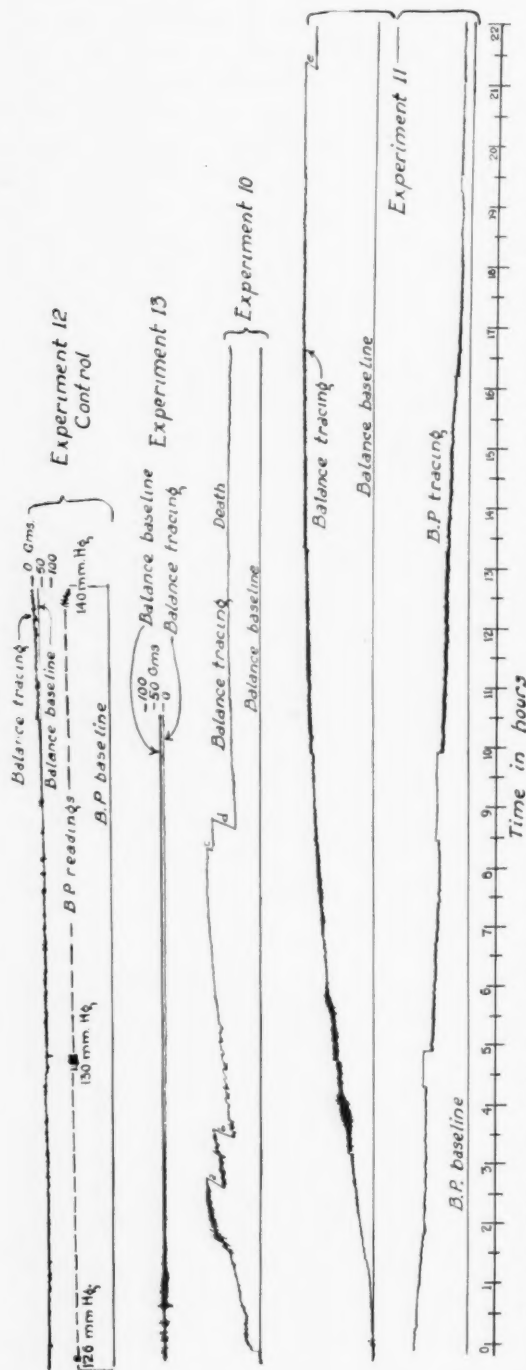 Experiment 12
Control
Balance tracing
0 Gms.
50
100
Balance baseline
B P readings
126 mm Hg.
130 mm. Hg.
140 mm. Hg.
B.P baseline
Experiment 13
Balance baseline
Balance tracing
100
50 Gms
0
Experiment 10
Balance tracing
Death
Balance baseline
c
d
Experiment 11
Balance tracing
Balance baseline
e
B.P tracing
B.P. baseline
0 1 2 3 4 5 6 7 8 9 10 11 12 13 14 15 16 17 18 19 20 21 22
Time in hours